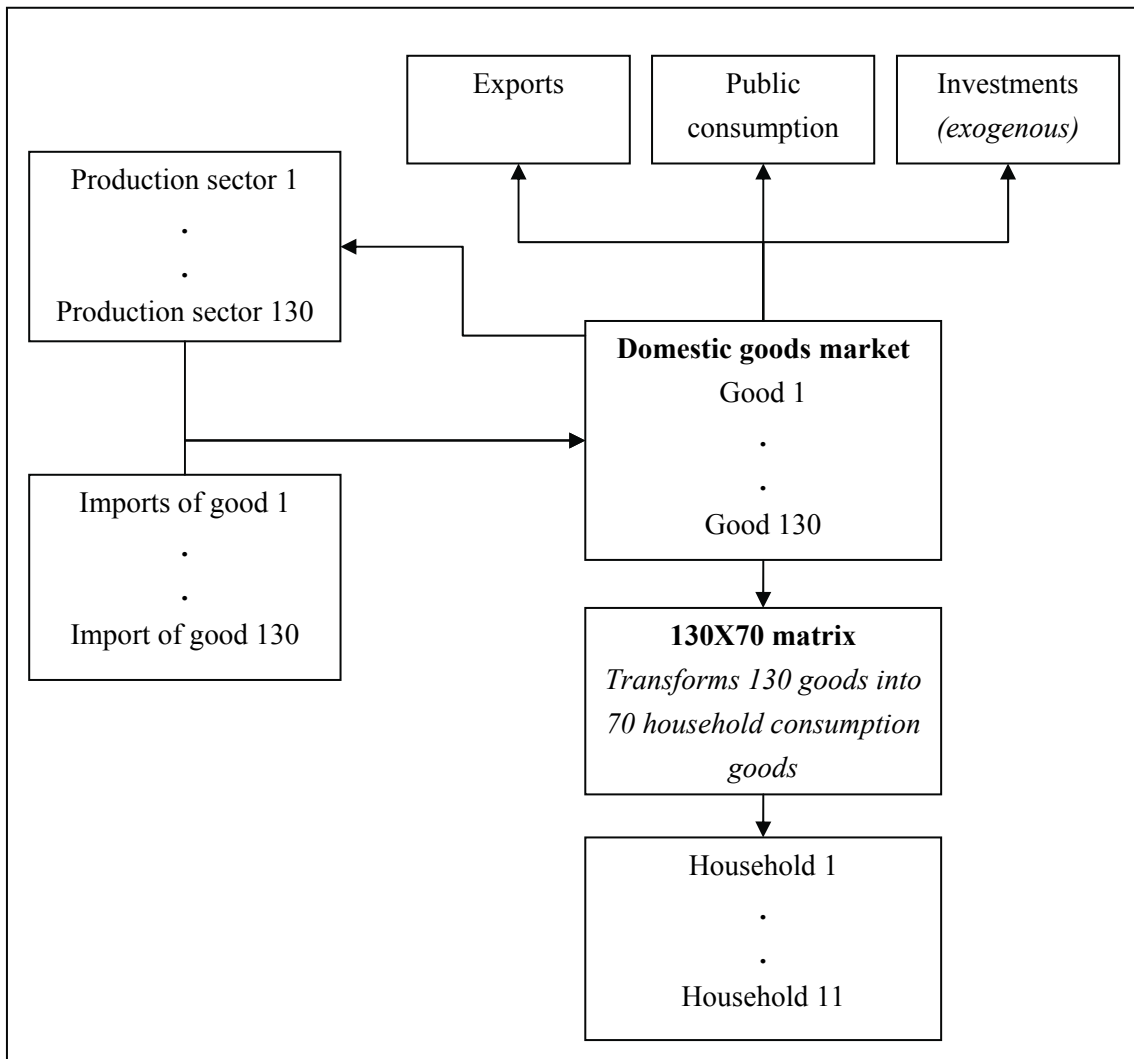 Exports
Public
consumption
Investments
(exogenous)
Production sector 1
.
.
Production sector 130
Domestic goods market
Good 1
.
.
Good 130
Imports of good 1
.
.
Import of good 130
130X70 matrix
Transforms 130 goods into
70 household consumption
goods
Household 1
.
.
Household 11